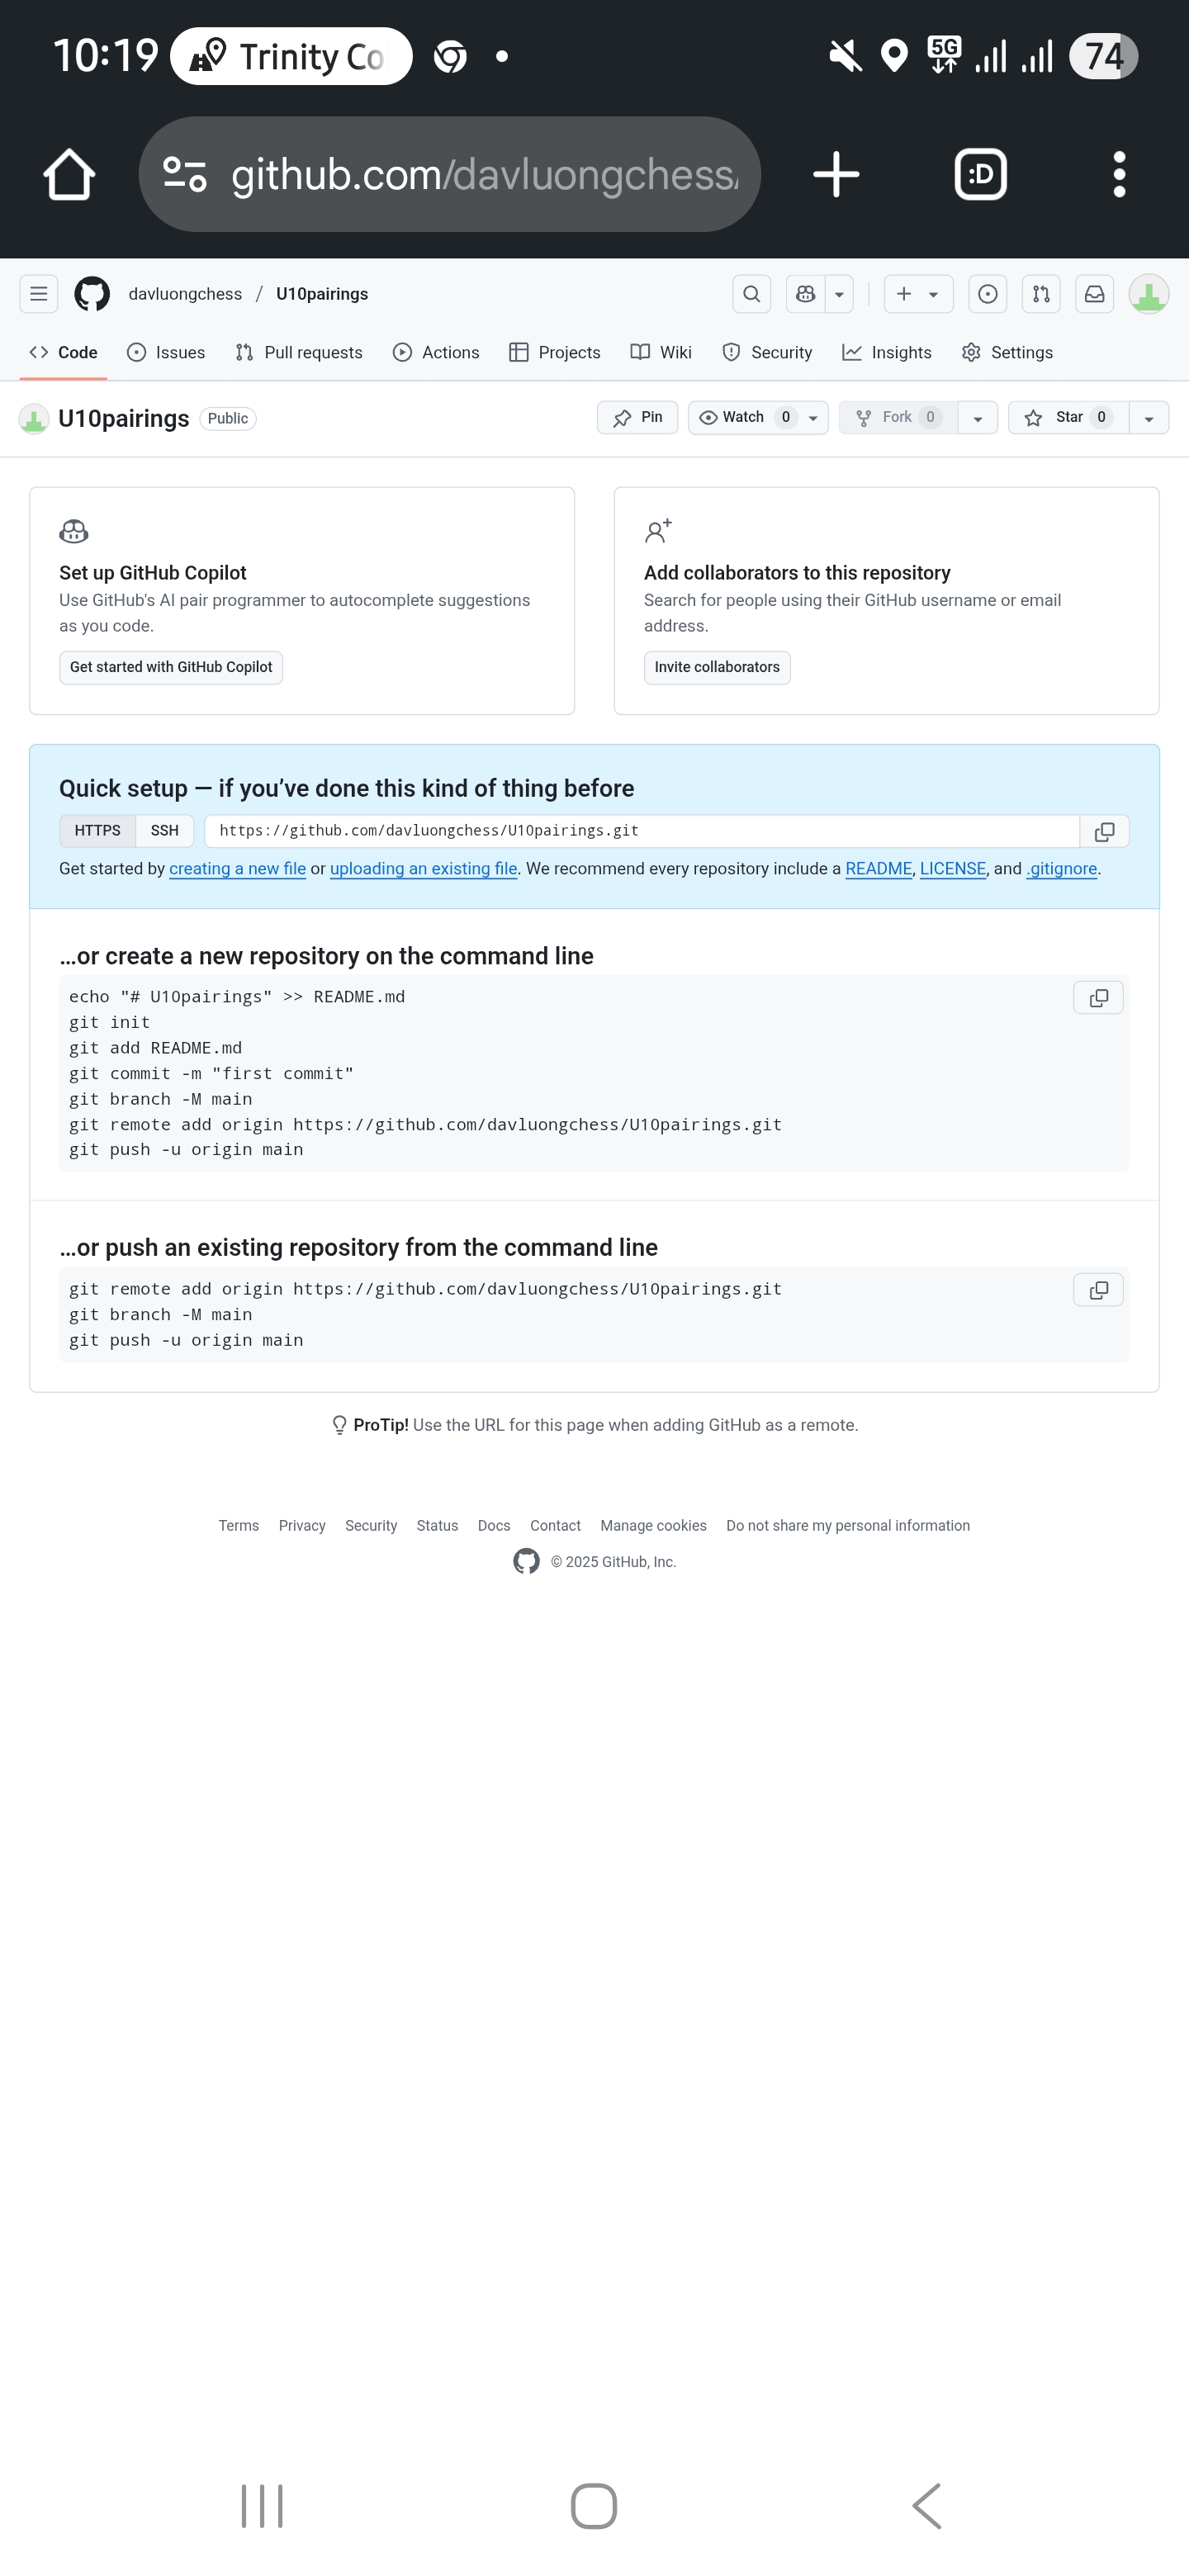 10:19 Trinity Co 5G 74
github.com/davluongchess/
:D
davluongchess / U10pairings
Code Issues Pull requests Actions Projects Wiki Security Insights Settings
U10pairings Public Pin Watch 0 Fork 0 Star 0
Set up GitHub Copilot
Use GitHub's AI pair programmer to autocomplete suggestions
as you code.
Get started with GitHub Copilot
Add collaborators to this repository
Search for people using their GitHub username or email
address.
Invite collaborators
Quick setup — if you’ve done this kind of thing before
HTTPS SSH https://github.com/davluongchess/U10pairings.git
Get started by creating a new file or uploading an existing file. We recommend every repository include a README, LICENSE, and .gitignore.
…or create a new repository on the command line
echo "# U10pairings" >> README.md
git init
git add README.md
git commit -m "first commit"
git branch -M main
git remote add origin https://github.com/davluongchess/U10pairings.git
git push -u origin main
…or push an existing repository from the command line
git remote add origin https://github.com/davluongchess/U10pairings.git
git branch -M main
git push -u origin main
ProTip! Use the URL for this page when adding GitHub as a remote.
Terms Privacy Security Status Docs Contact Manage cookies Do not share my personal information
© 2025 GitHub, Inc.